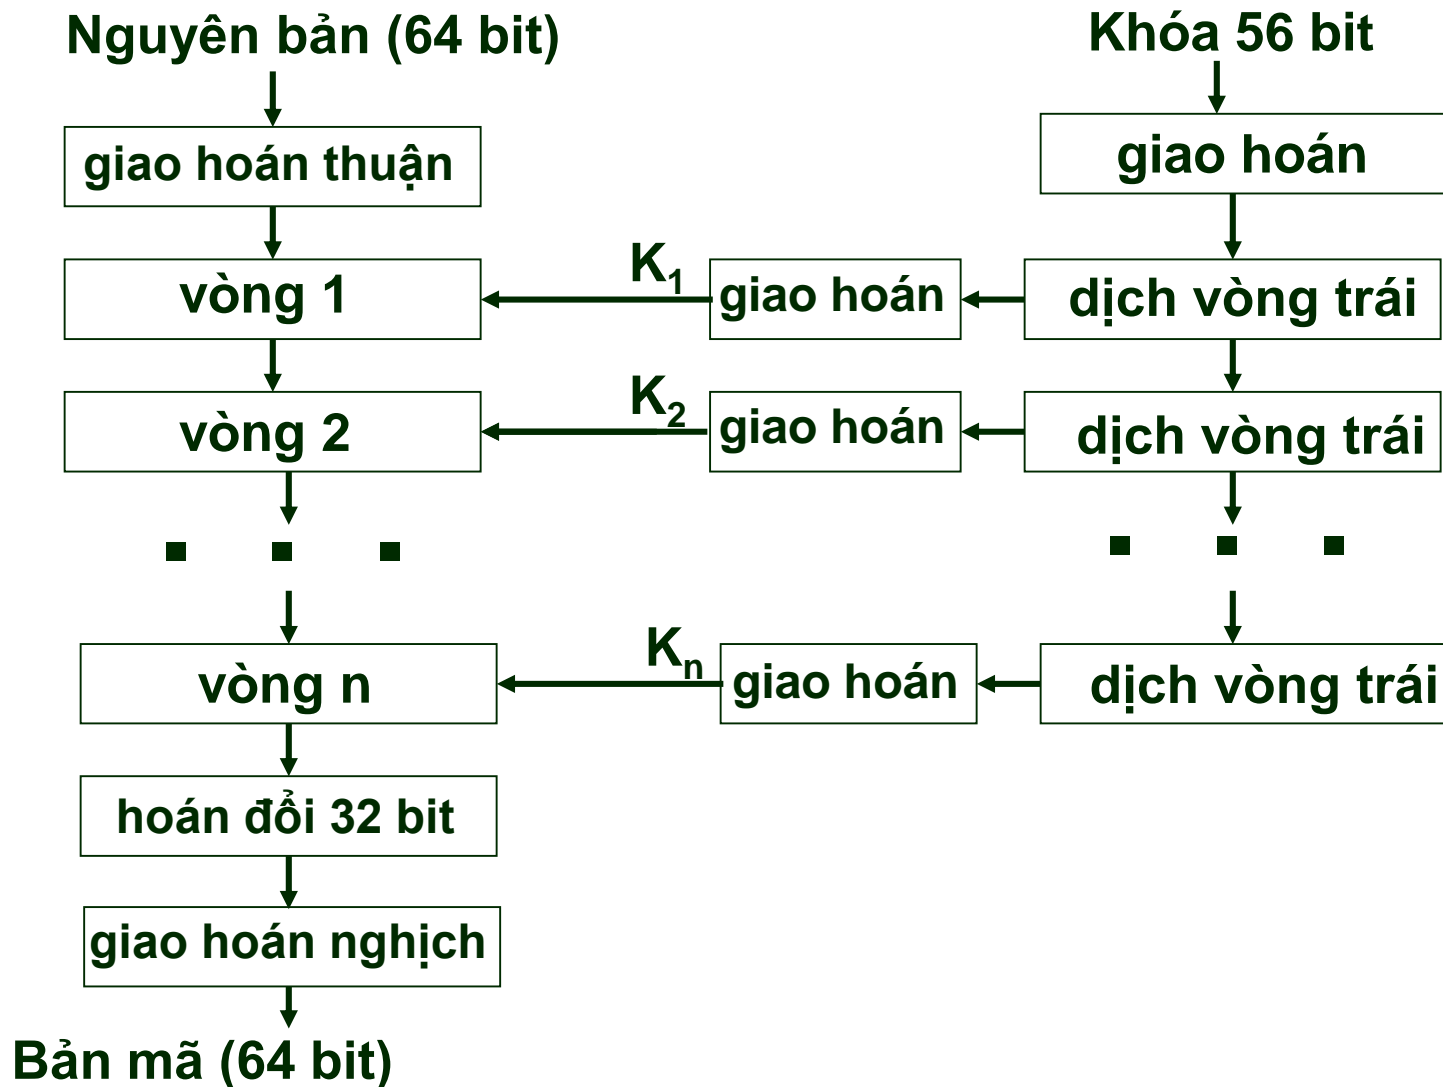 Nguyên bản (64 bit)
Khóa 56 bit
giao hoán thuận
giao hoán
vòng 1
K1
giao hoán
dịch vòng trái
vòng 2
K2
giao hoán
dịch vòng trái
vòng n
Kn
giao hoán
dịch vòng trái
hoán đổi 32 bit
giao hoán nghịch
Bản mã (64 bit)